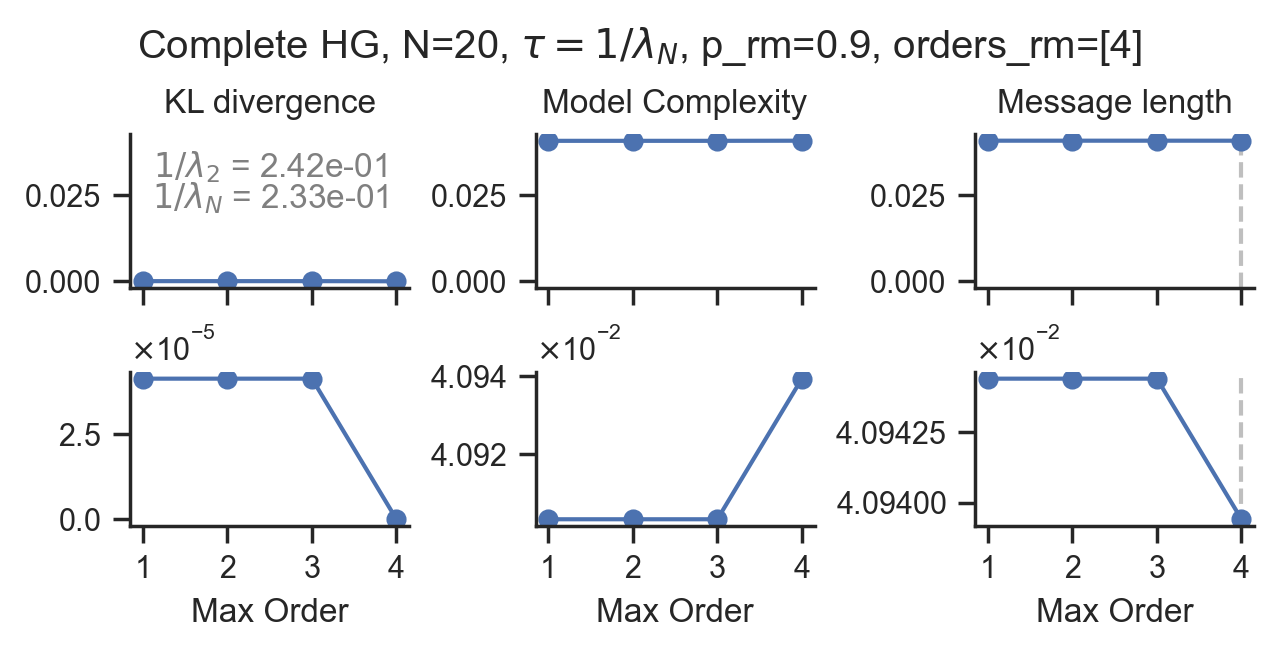 Complete HG, N=20, τ = 1/λ_N, p_rm=0.9, orders_rm=[4]
KL divergence
Model Complexity
Message length
1/λ₂ = 2.42e-01
1/λ_N = 2.33e-01
0.025
0.000
0.025
0.000
0.025
0.000
×10⁻⁵
×10⁻²
×10⁻²
2.5
0.0
4.094
4.092
4.09425
4.09400
1 2 3 4
1 2 3 4
1 2 3 4
Max Order
Max Order
Max Order